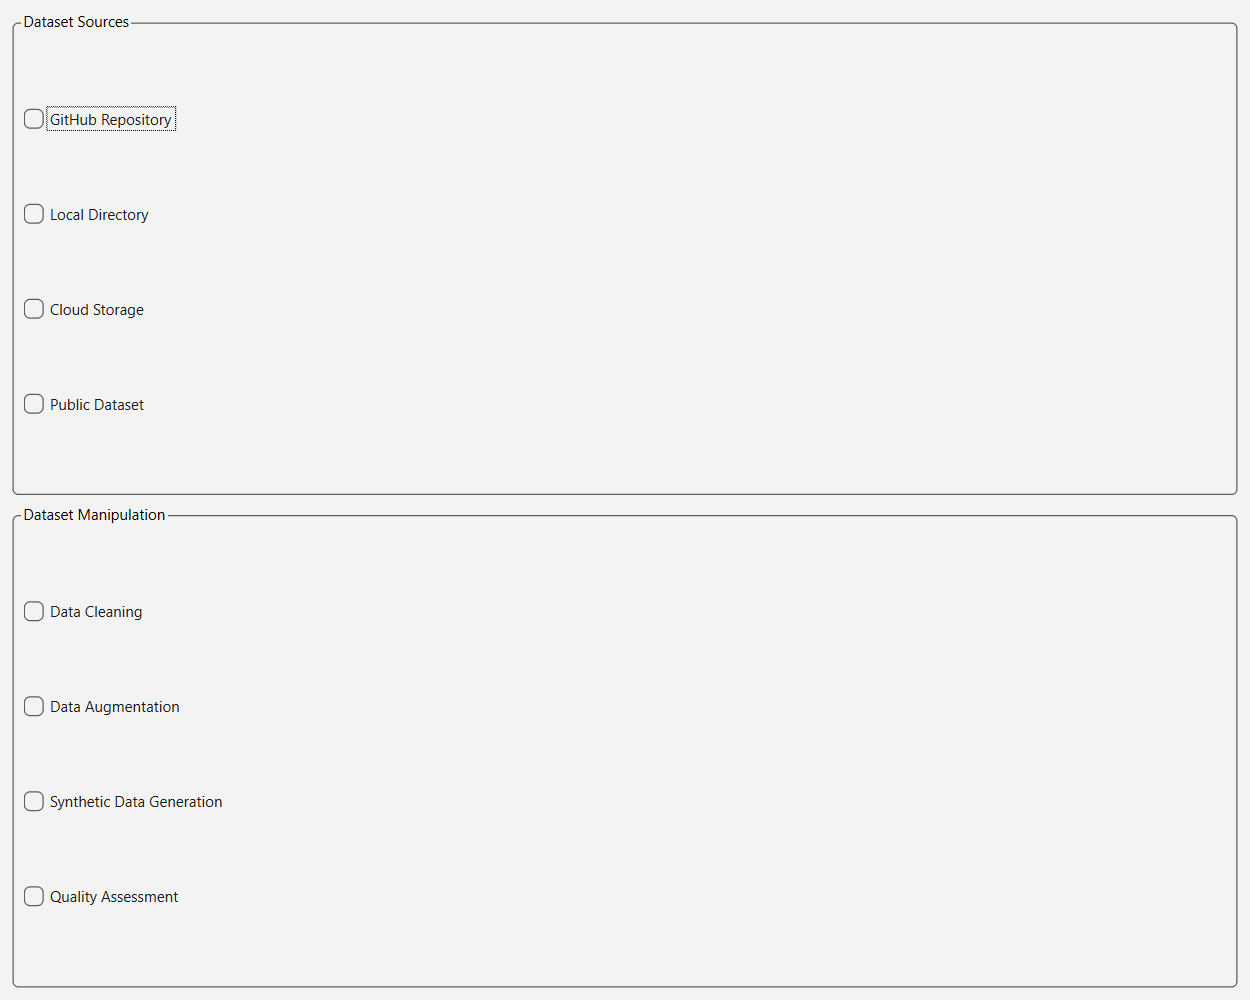 Dataset Sources
GitHub Repository
Local Directory
Cloud Storage
Public Dataset
Dataset Manipulation
Data Cleaning
Data Augmentation
Synthetic Data Generation
Quality Assessment